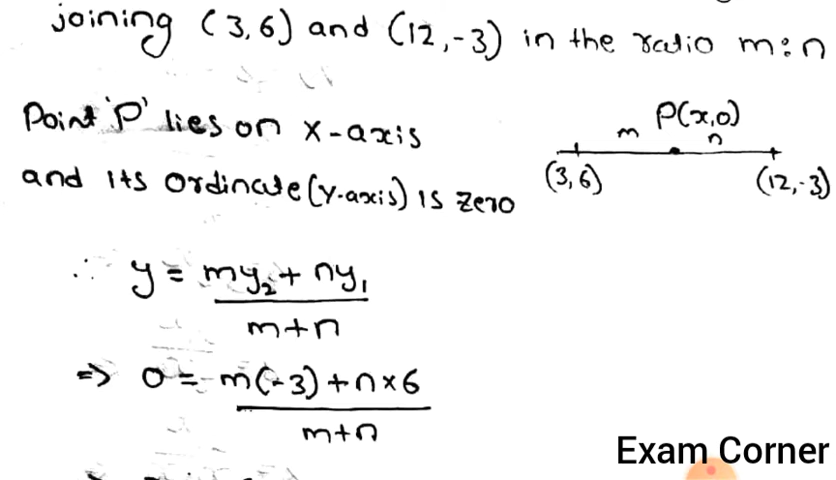 joining (3,6) and (12,-3) in the ratio m:n
Point 'P' lies on x-axis
and its ordinate (y-axis) is zero
P(x,0)
m n
(3,6) (12,-3)
∴ y = my₂ + ny₁
m+n
⇒ 0 = m(-3) + n×6
m+n
Exam Corner